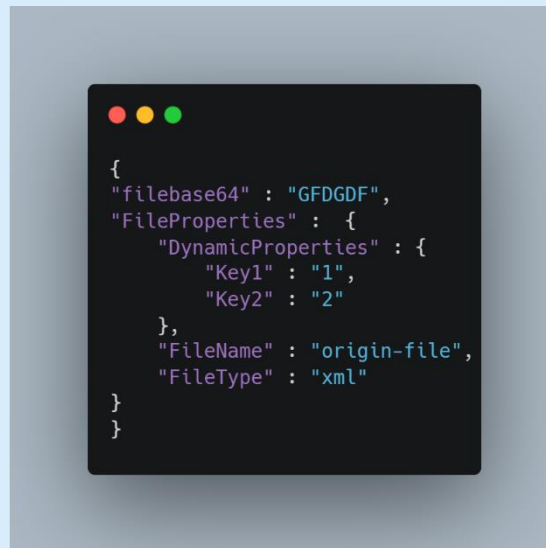 {
"filebase64" : "GFDGDF",
"FileProperties" :  {
    "DynamicProperties" : {
        "Key1" : "1",
        "Key2" : "2"
    },
    "FileName" : "origin-file",
    "FileType" : "xml"
}
}